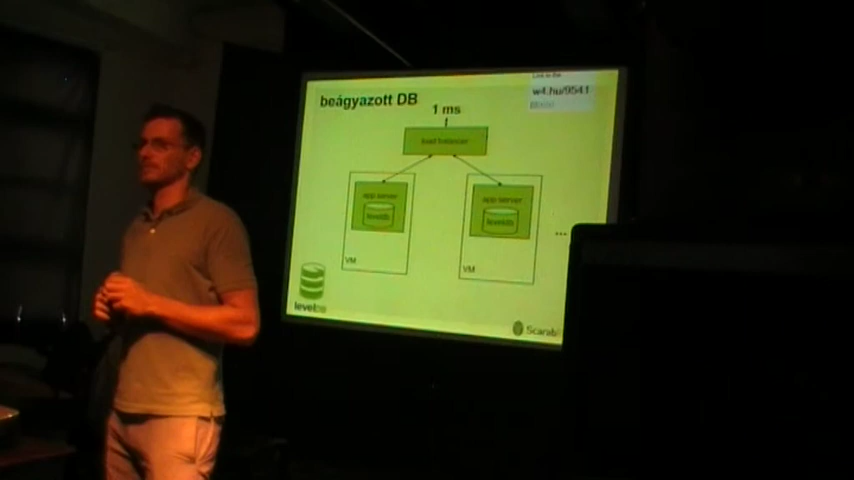 beágyazott DB
w4.hu/9541
1 ms
load balancer
app server
leveldb
VM
app server
leveldb
VM
...
levelDB
Scarab